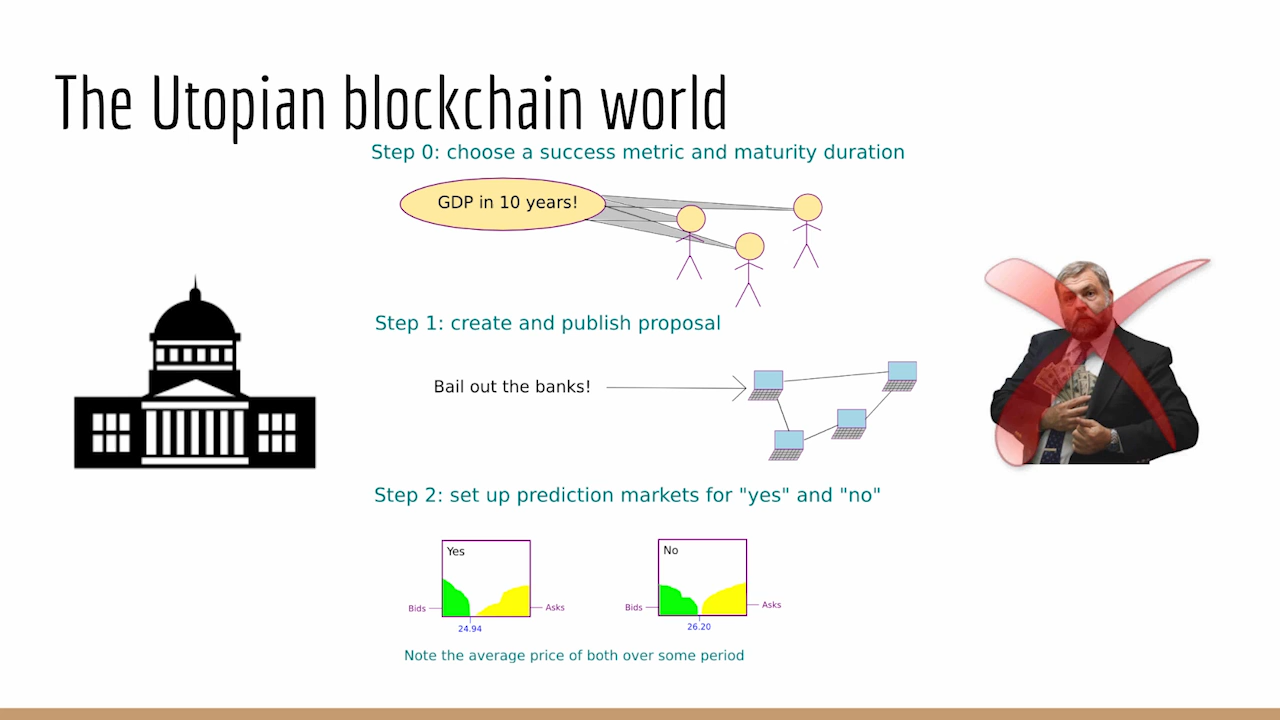 The Utopian blockchain world
Step 0: choose a success metric and maturity duration
GDP in 10 years!
Step 1: create and publish proposal
Bail out the banks!
Step 2: set up prediction markets for "yes" and "no"
Yes
Bids
Asks
24.94
No
Bids
Asks
26.20
Note the average price of both over some period